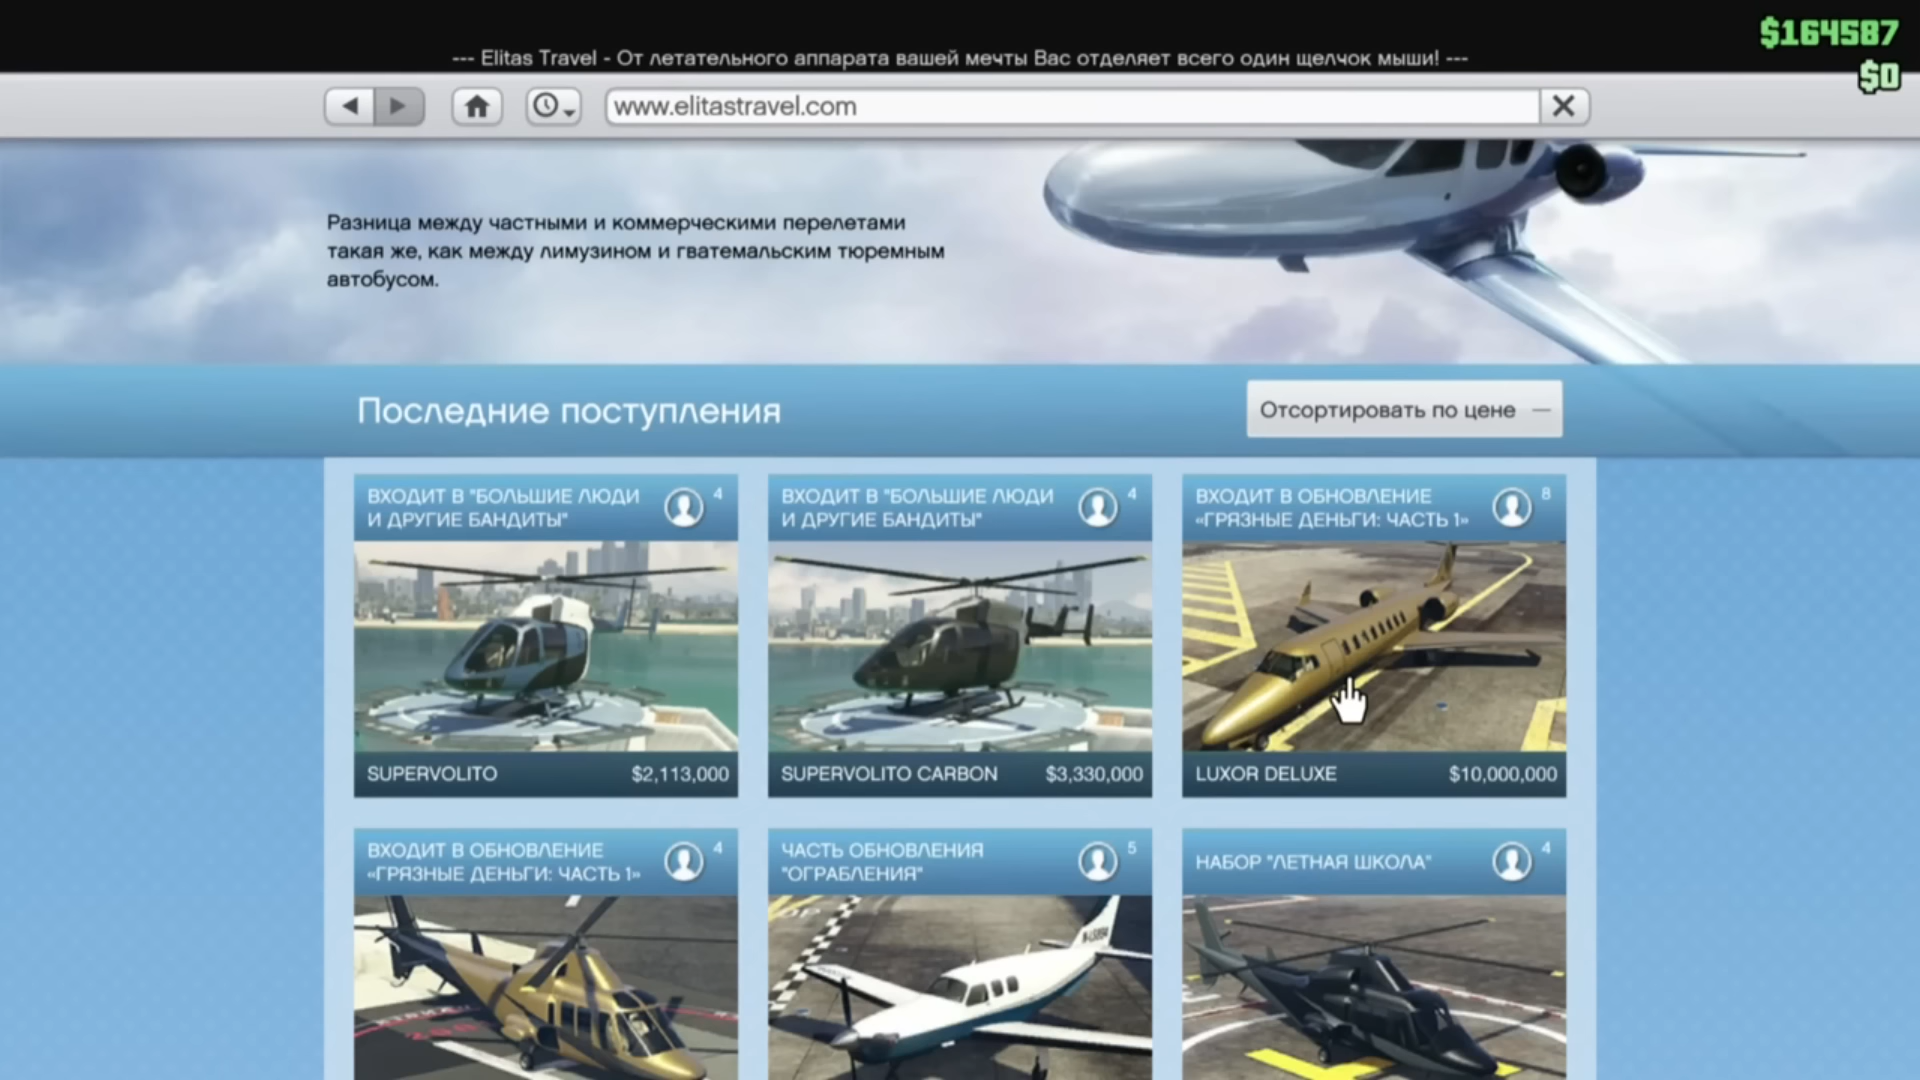 $164587
--- Elitas Travel - От летательного аппарата вашей мечты Вас отделяет всего один щелчок мыши! ---
$0
www.elitastravel.com
Разница между частными и коммерческими перелетами
такая же, как между лимузином и гватемальским тюремным
автобусом.
Последние поступления
Отсортировать по цене —
ВХОДИТ В "БОЛЬШИЕ ЛЮДИ
И ДРУГИЕ БАНДИТЫ"
4
SUPERVOLITO
$2,113,000
ВХОДИТ В "БОЛЬШИЕ ЛЮДИ
И ДРУГИЕ БАНДИТЫ"
4
SUPERVOLITO CARBON
$3,330,000
ВХОДИТ В ОБНОВЛЕНИЕ
«ГРЯЗНЫЕ ДЕНЬГИ: ЧАСТЬ 1»
8
LUXOR DELUXE
$10,000,000
ВХОДИТ В ОБНОВЛЕНИЕ
«ГРЯЗНЫЕ ДЕНЬГИ: ЧАСТЬ 1»
4
ЧАСТЬ ОБНОВЛЕНИЯ
"ОГРАБЛЕНИЯ"
5
НАБОР "ЛЕТНАЯ ШКОЛА"
4